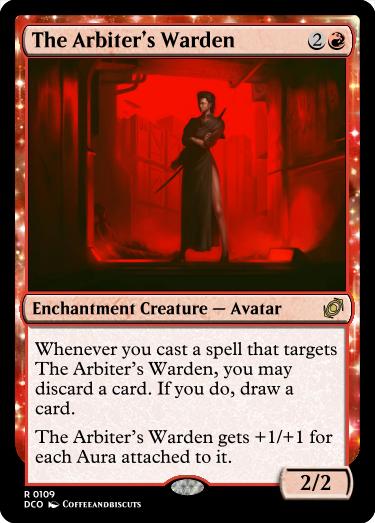 The Arbiter's Warden 2
Enchantment Creature — Avatar
Whenever you cast a spell that targets
The Arbiter's Warden, you may
discard a card. If you do, draw a
card.
The Arbiter's Warden gets +1/+1 for
each Aura attached to it.
2/2
R 0109
DCO Coffeeandbiscuts